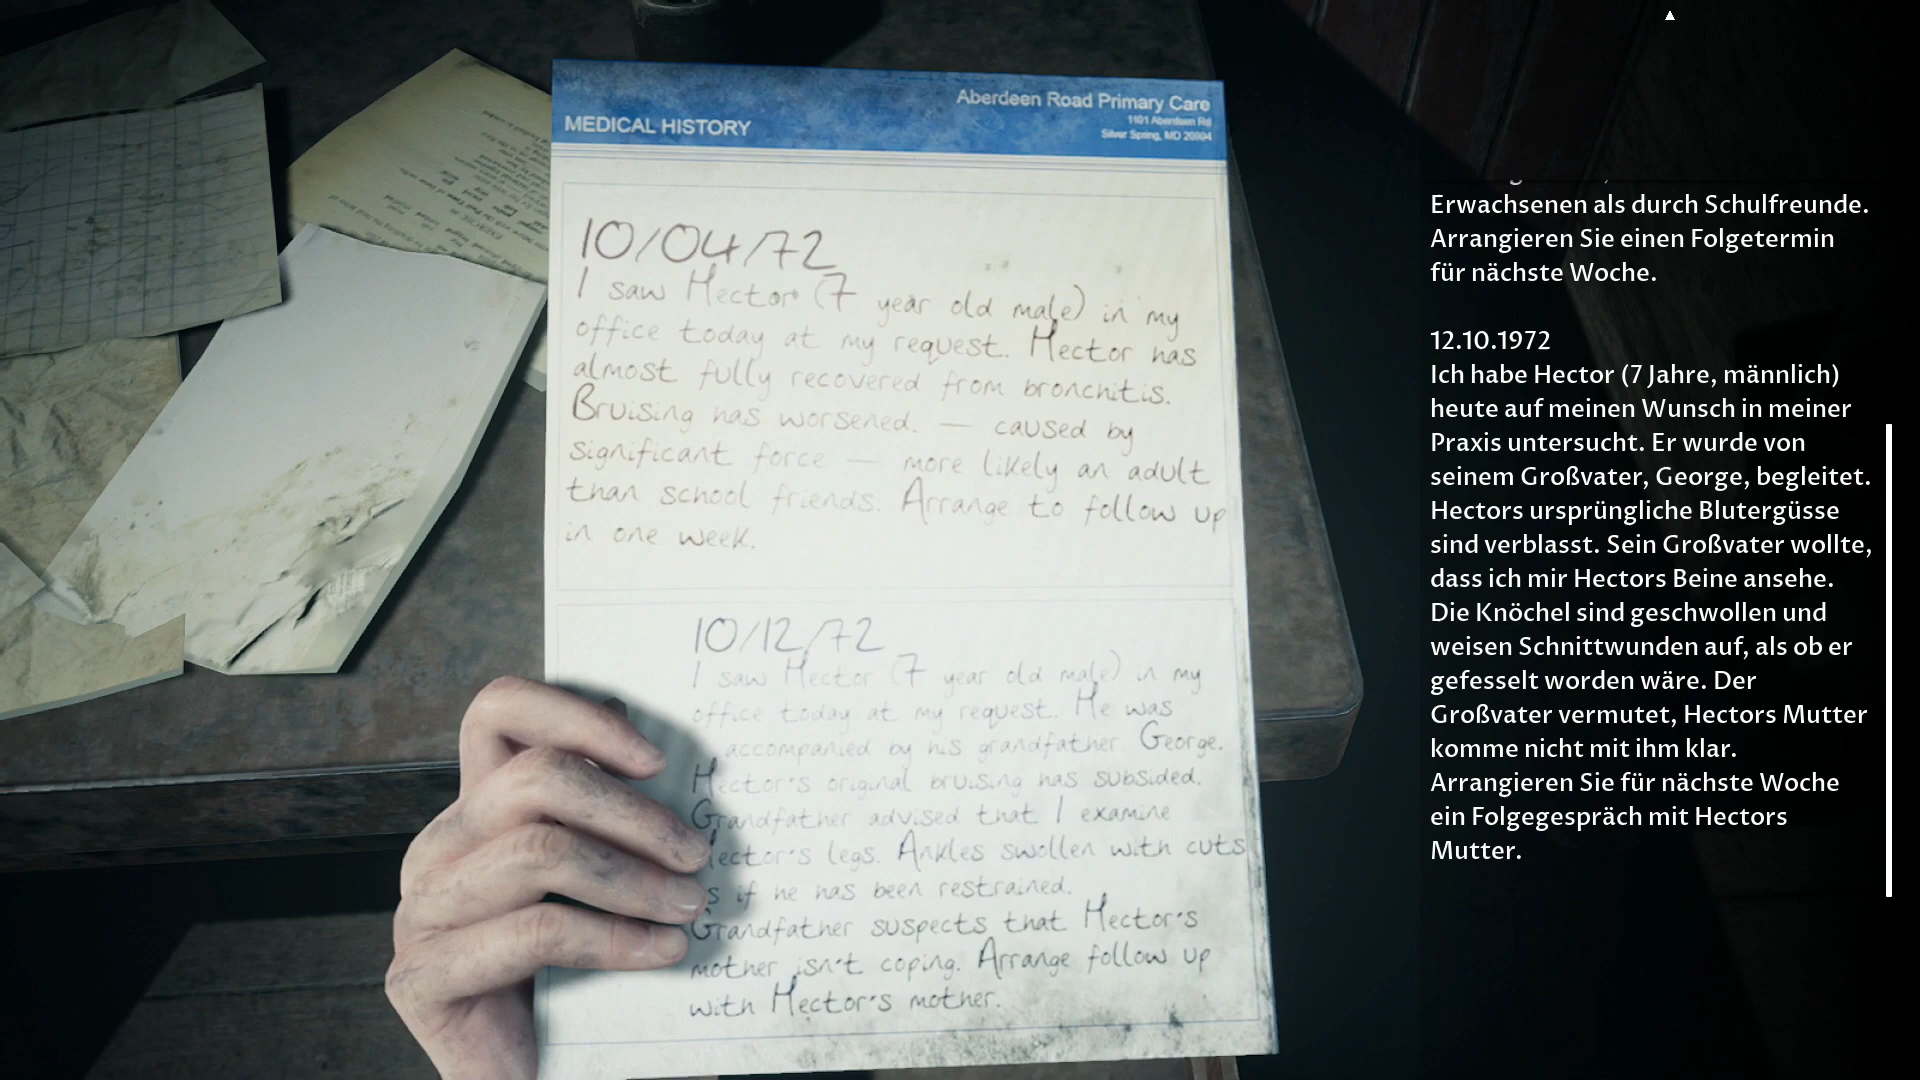 MEDICAL HISTORY
Aberdeen Road Primary Care
1101 Aberdeen Rd
Silver Spring, MD 20904
10/04/72
I saw Hector (7 year old male) in my
office today at my request. Hector has
almost fully recovered from bronchitis.
Bruising has worsened. — caused by
significant force — more likely an adult
than school friends. Arrange to follow up
in one week.
10/12/72
I saw Hector (7 year old male) in my
office today at my request. He was
accompanied by his grandfather. George.
Hector's original bruising has subsided.
Grandfather advised that I examine
Hector's legs. Ankles swollen with cuts
as if he has been restrained.
Grandfather suspects that Hector's
mother isn't coping. Arrange follow up
with Hector's mother.
Erwachsenen als durch Schulfreunde.
Arrangieren Sie einen Folgetermin
für nächste Woche.
12.10.1972
Ich habe Hector (7 Jahre, männlich)
heute auf meinen Wunsch in meiner
Praxis untersucht. Er wurde von
seinem Großvater, George, begleitet.
Hectors ursprüngliche Blutergüsse
sind verblasst. Sein Großvater wollte,
dass ich mir Hectors Beine ansehe.
Die Knöchel sind geschwollen und
weisen Schnittwunden auf, als ob er
gefesselt worden wäre. Der
Großvater vermutet, Hectors Mutter
komme nicht mit ihm klar.
Arrangieren Sie für nächste Woche
ein Folgegespräch mit Hectors
Mutter.